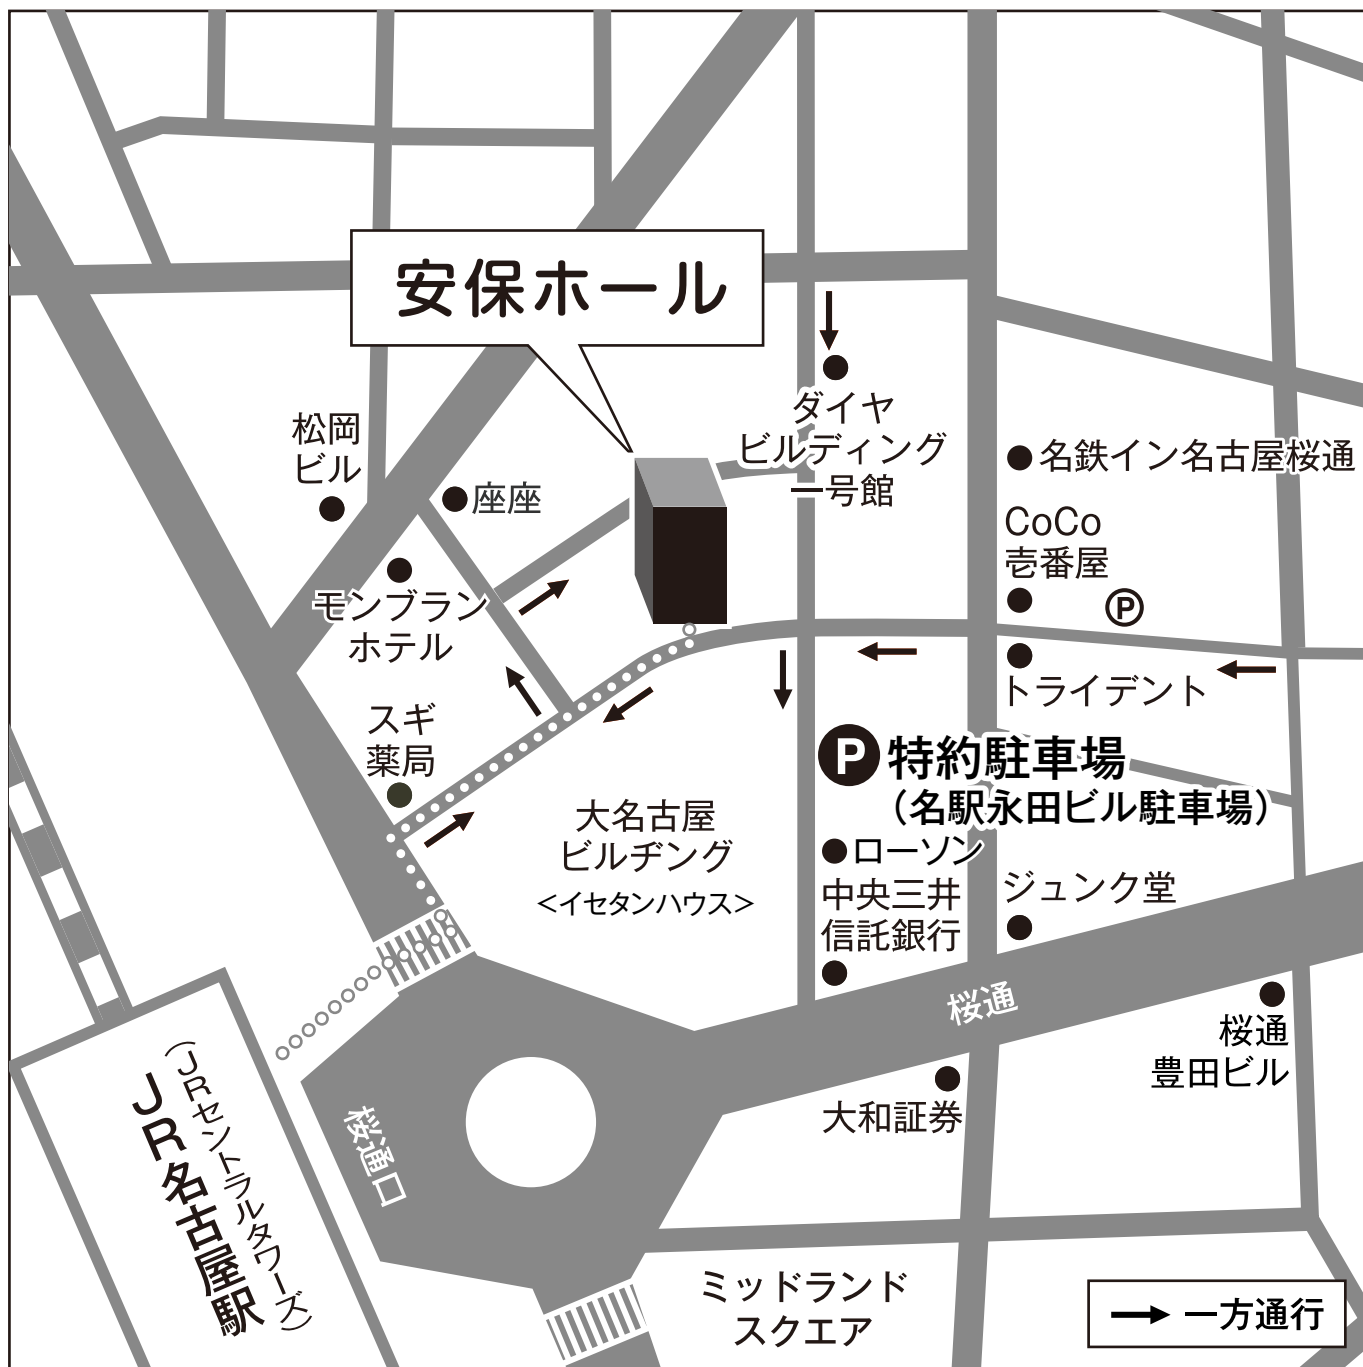 安保ホール
松岡
ビル
座座
ダイヤ
ビルディング
一号館
名鉄イン名古屋桜通
CoCo
壱番屋
P
モンブラン
ホテル
トライデント
スギ
薬局
P 特約駐車場
（名駅永田ビル駐車場）
大名古屋
ビルヂング
<イセタンハウス>
ローソン
中央三井
信託銀行
ジュンク堂
桜通
桜通
豊田ビル
大和証券
桜通口
JR名古屋駅
（JRセントラルタワーズ）
ミッドランド
スクエア
一方通行